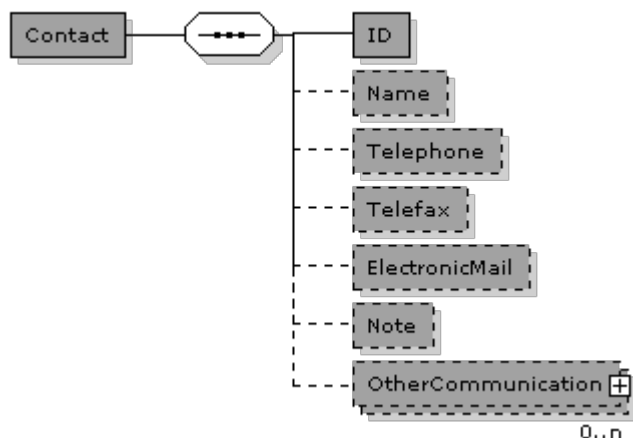 Contact
ID
Name
Telephone
Telefax
ElectronicMail
Note
OtherCommunication
0..n